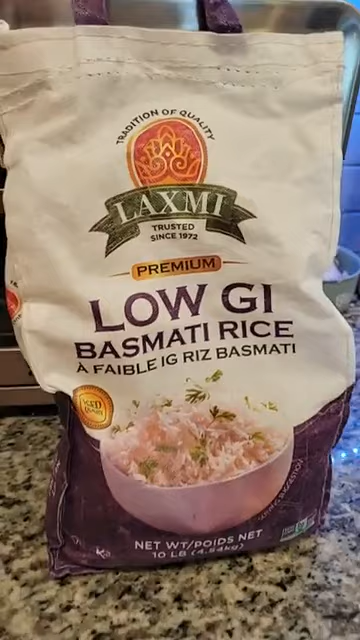 TRADITION OF QUALITY
LAXMI
TRUSTED
SINCE 1972
PREMIUM
LOW GI
BASMATI RICE
À FAIBLE IG RIZ BASMATI
AGED
NET WT/POIDS NET
10 LB (4.54kg)